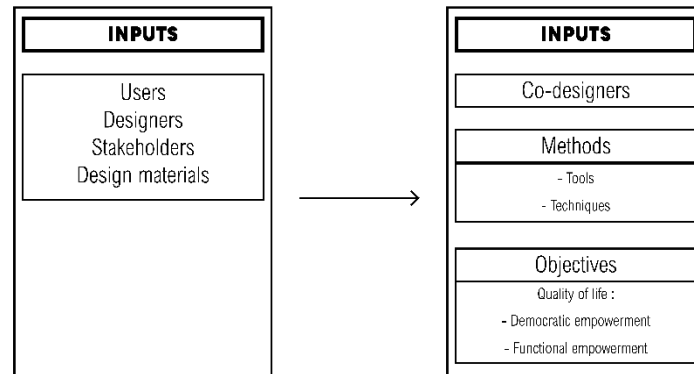 INPUTS
Users
Designers
Stakeholders
Design materials
INPUTS
Co-designers
Methods
- Tools
- Techniques
Objectives
Quality of life :
- Democratic empowerment
- Functional empowerment